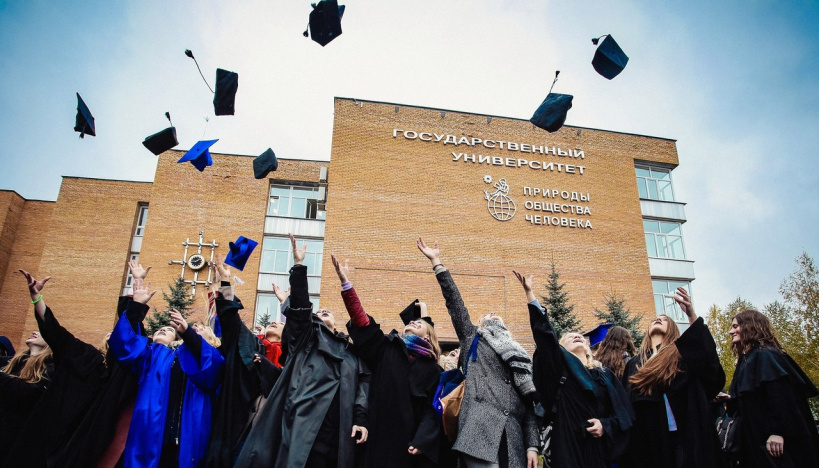 ГОСУДАРСТВЕННЫЙ
УНИВЕРСИТЕТ
ПРИРОДЫ
ОБЩЕСТВА
ЧЕЛОВЕКА